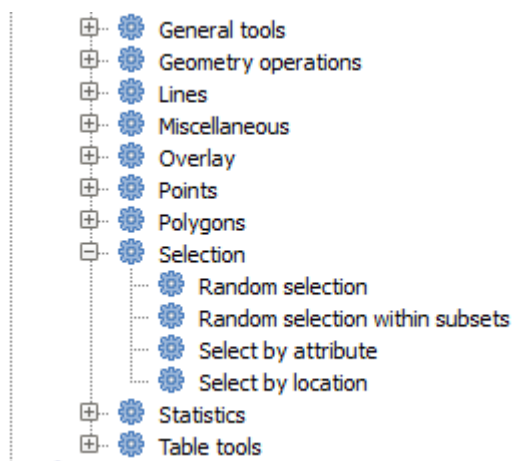 General tools
Geometry operations
Lines
Miscellaneous
Overlay
Points
Polygons
Selection
Random selection
Random selection within subsets
Select by attribute
Select by location
Statistics
Table tools